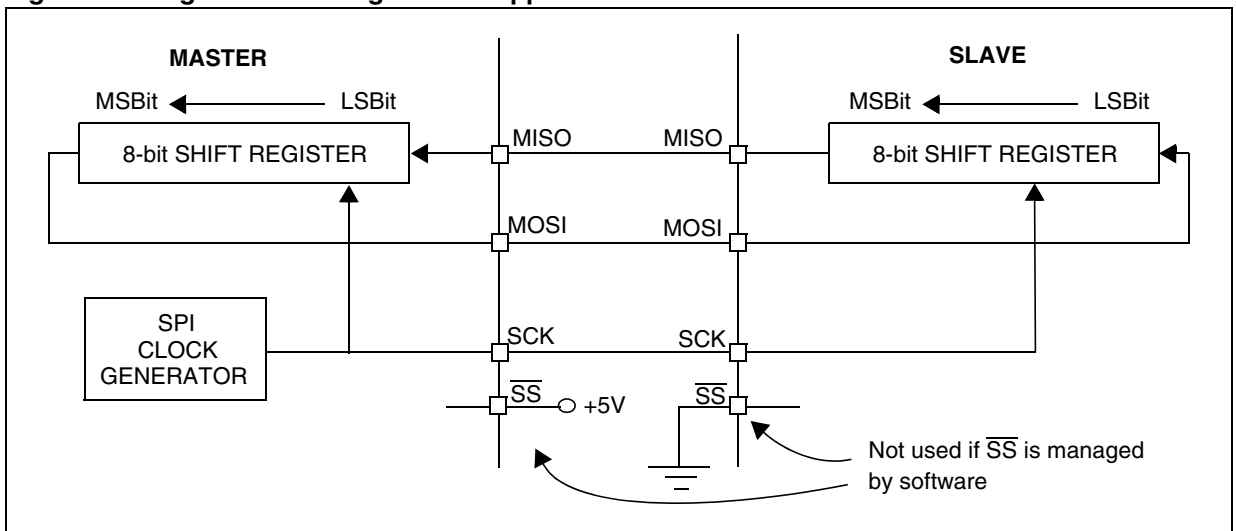 MASTER
SLAVE
MSBit
LSBit
MSBit
LSBit
8-bit SHIFT REGISTER
MISO
MISO
8-bit SHIFT REGISTER
MOSI
MOSI
SPI
CLOCK
GENERATOR
SCK
SCK
SS
+5V
SS
Not used if SS is managed
by software